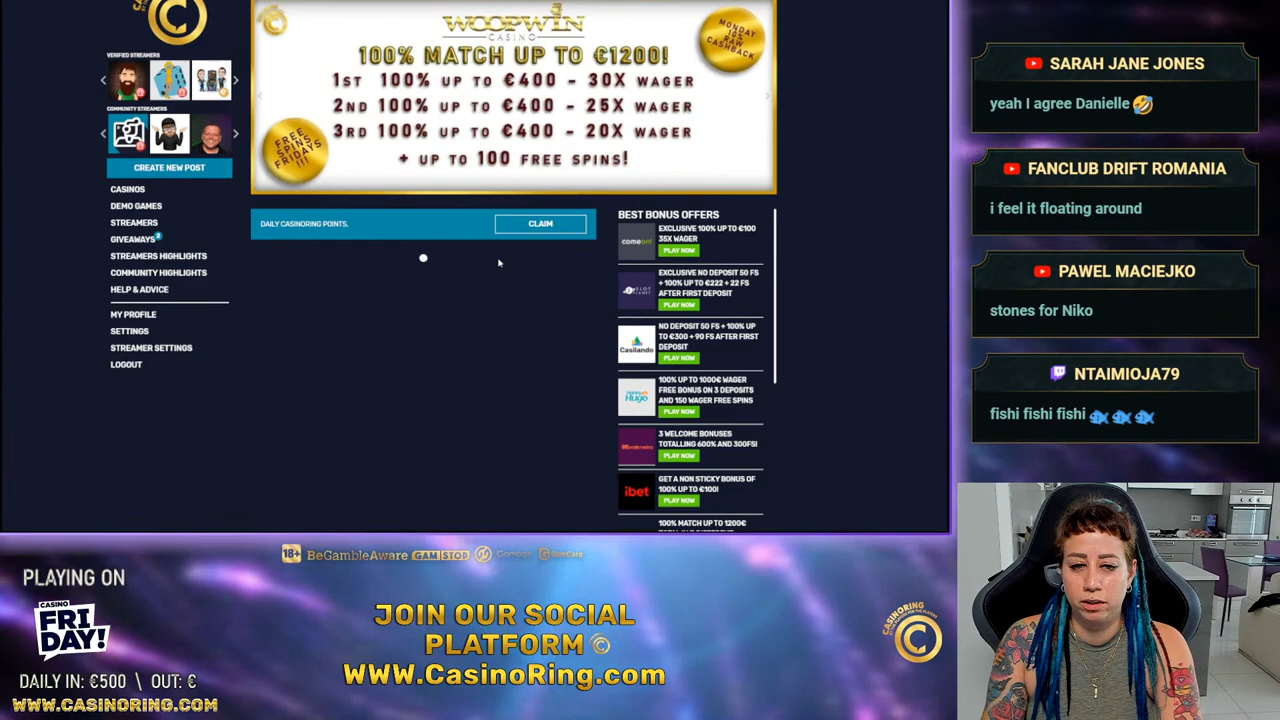 VERIFIED STREAMERS
COMMUNITY STREAMERS
CREATE NEW POST
CASINOS
DEMO GAMES
STREAMERS
GIVEAWAYS 2
STREAMERS HIGHLIGHTS
COMMUNITY HIGHLIGHTS
HELP & ADVICE
MY PROFILE
SETTINGS
STREAMER SETTINGS
LOGOUT
WOOPWIN
CASINO
100% MATCH UP TO €1200!
1ST 100% UP TO €400 - 30X WAGER
2ND 100% UP TO €400 - 25X WAGER
3RD 100% UP TO €400 - 20X WAGER
+ UP TO 100 FREE SPINS!
FREE
SPINS
FRIDAYS
!!!
MONDAY
10%
RAW
CASHBACK
DAILY CASINORING POINTS.
CLAIM
BEST BONUS OFFERS
comeon!
EXCLUSIVE 100% UP TO €100
35X WAGER
PLAY NOW
SLOT
PLANET
EXCLUSIVE NO DEPOSIT 50 FS
+ 100% UP TO €222 + 22 FS
AFTER FIRST DEPOSIT
PLAY NOW
Casilando
NO DEPOSIT 50 FS + 100% UP
TO €300 + 90 FS AFTER FIRST
DEPOSIT
PLAY NOW
Hugo
100% UP TO 1000€ WAGER
FREE BONUS ON 3 DEPOSITS
AND 150 WAGER FREE SPINS
PLAY NOW
3 WELCOME BONUSES
TOTALLING 600% AND 300FS!
PLAY NOW
ibet
GET A NON STICKY BONUS OF
100% UP TO €100!
PLAY NOW
100% MATCH UP TO 1200€
SARAH JANE JONES
yeah I agree Danielle 🤣
FANCLUB DRIFT ROMANIA
i feel it floating around
PAWEL MACIEJKO
stones for Niko
NTAIMIOJA79
fishi fishi fishi 🐟🐟🐟
18+ BeGambleAware GAMSTOP Gamban GamCare
PLAYING ON
CASINO
FRI
DAY!
DAILY IN: €500 \ OUT: €
WWW.CASINORING.COM
JOIN OUR SOCIAL
PLATFORM
WWW.CasinoRing.com
CASINORING